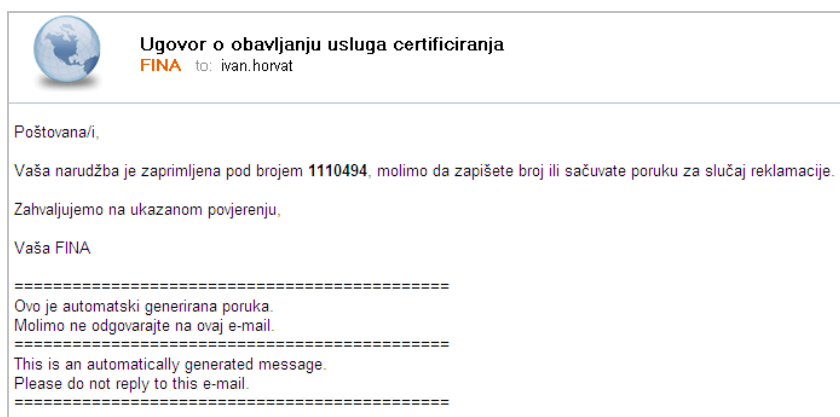 Ugovor o obavljanju usluga certificiranja
FINA to: ivan.horvat
Poštovana/i,
Vaša narudžba je zaprimljena pod brojem 1110494, molimo da zapišete broj ili sačuvate poruku za slučaj reklamacije.
Zahvaljujemo na ukazanom povjerenju,
Vaša FINA
================================================
Ovo je automatski generirana poruka.
Molimo ne odgovarajte na ovaj e-mail.
================================================
This is an automatically generated message.
Please do not reply to this e-mail.
================================================